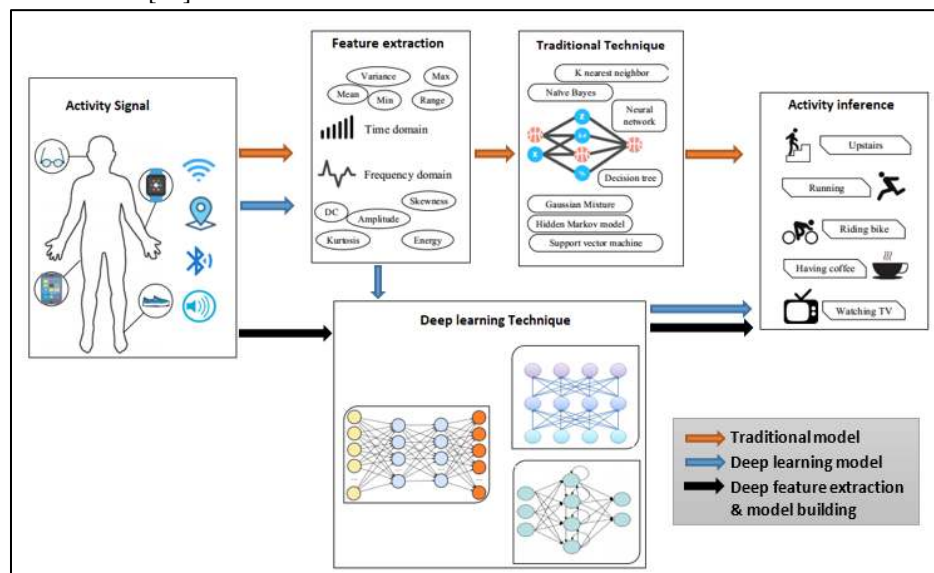 Feature extraction
Variance
Max
Mean
Min
Range
Time domain
Frequency domain
Skewness
DC
Amplitude
Kurtosis
Energy
Traditional Technique
K nearest neighbor
Naïve Bayes
Neural
network
Decision tree
Gaussian Mixture
Hidden Markov model
Support vector machine
Activity Signal
Activity inference
Upstairs
Running
Riding bike
Having coffee
Watching TV
Deep learning Technique
Traditional model
Deep learning model
Deep feature extraction
& model building